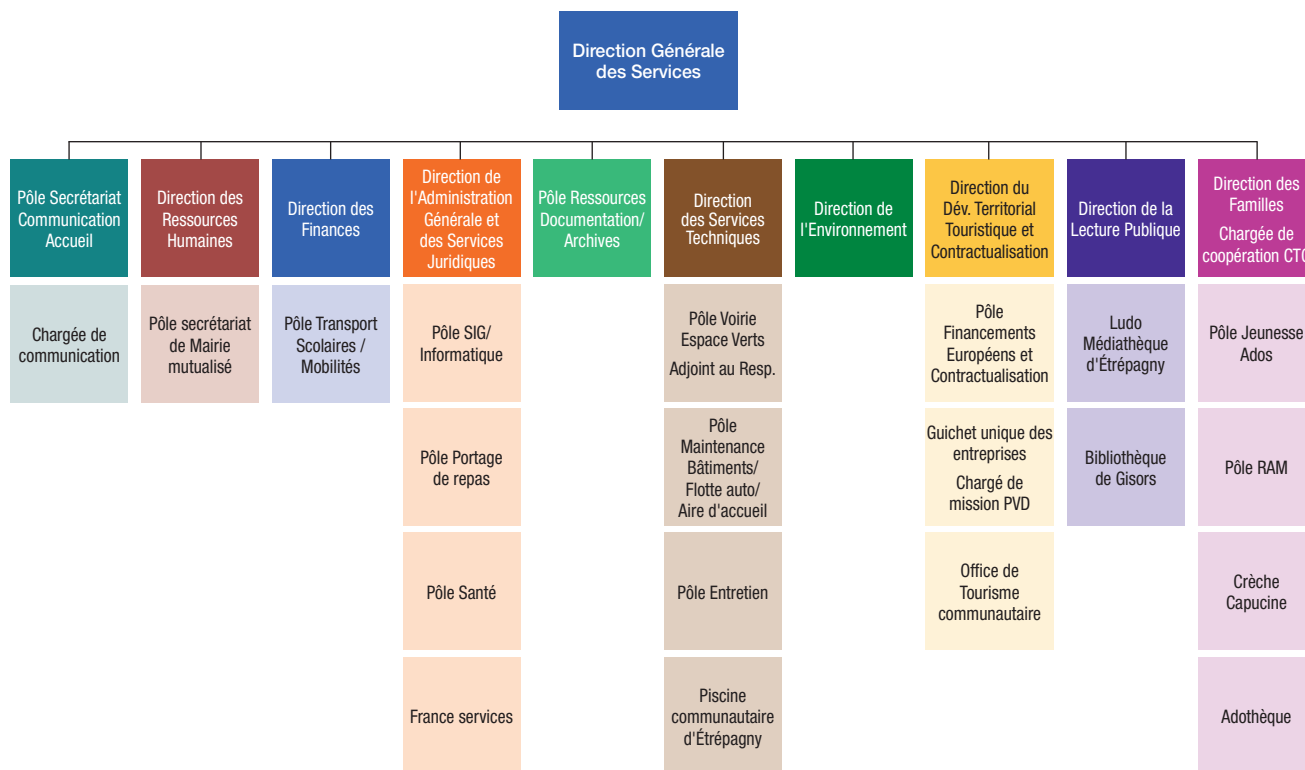 Direction Générale
des Services
Pôle Secrétariat
Communication
Accueil
Direction des
Ressources
Humaines
Direction des
Finances
Direction de
l'Administration
Générale et
des Services
Juridiques
Pôle Ressources
Documentation/
Archives
Direction
des Services
Techniques
Direction de
l'Environnement
Direction du
Dév. Territorial
Touristique et
Contractualisation
Direction de la
Lecture Publique
Direction des
Familles
Chargée de
coopération CTG
Chargée de
communication
Pôle secrétariat
de Mairie
mutualisé
Pôle Transport
Scolaires /
Mobilités
Pôle SIG/
Informatique
Pôle Voirie
Espace Verts
Adjoint au Resp.
Pôle
Financements
Européens et
Contractualisation
Ludo
Médiathèque
d'Étrépagny
Pôle Jeunesse
Ados
Pôle Portage
de repas
Pôle
Maintenance
Bâtiments/
Flotte auto/
Aire d'accueil
Guichet unique des
entreprises
Chargé de
mission PVD
Bibliothèque
de Gisors
Pôle RAM
Pôle Santé
Pôle Entretien
Office de
Tourisme
communautaire
Crèche
Capucine
France services
Piscine
communautaire
d'Étrépagny
Adothèque